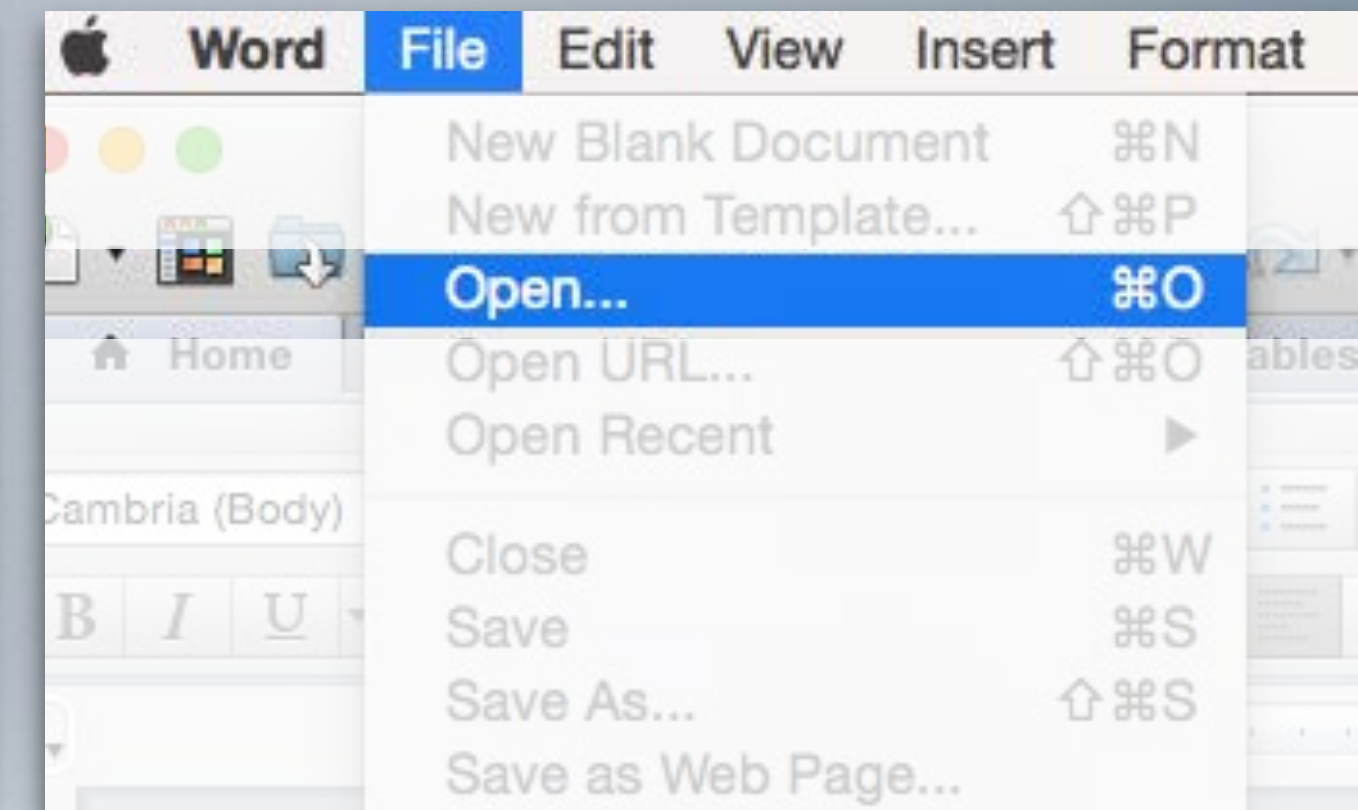 Word File Edit View Insert Format
New Blank Document ⌘N
New from Template... ⇧⌘P
Open... ⌘O
Home
Open URL... ⇧⌘O
ables
Open Recent ▶
Cambria (Body)
Close ⌘W
B I U
Save ⌘S
Save As... ⇧⌘S
Save as Web Page...